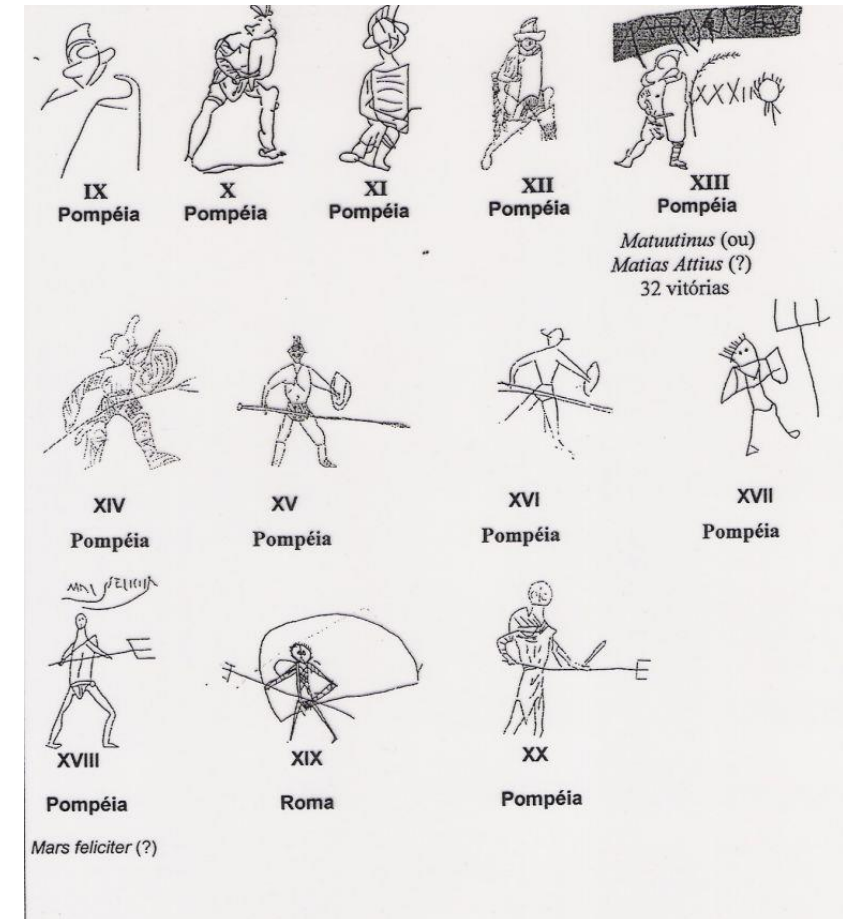 XXXII
IX
Pompéia
X
Pompéia
XI
Pompéia
XII
Pompéia
XIII
Pompéia
Matuutinus (ou)
Matias Attius (?)
32 vitórias
XIV
Pompéia
XV
Pompéia
XVI
Pompéia
XVII
Pompéia
XVIII
Pompéia
Mars feliciter (?)
XIX
Roma
XX
Pompéia